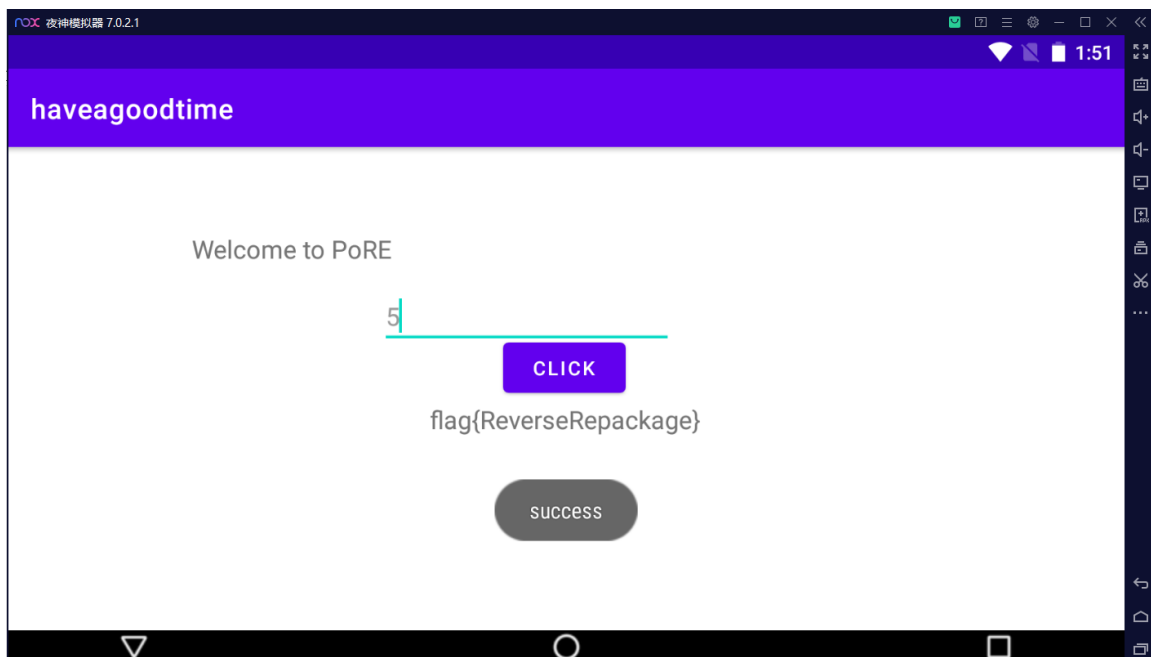 nox 夜神模拟器 7.0.2.1
1:51
haveagoodtime
Welcome to PoRE
5
CLICK
flag{ReverseRepackage}
success